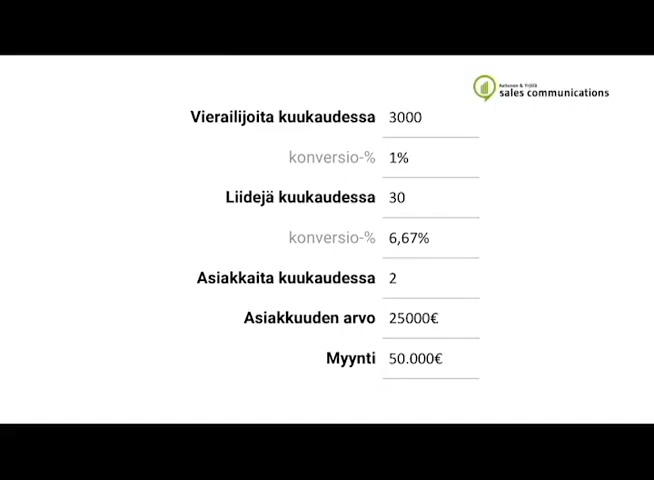 sales communications
Vierailijoita kuukaudessa 3000
konversio-% 1%
Liidejä kuukaudessa 30
konversio-% 6,67%
Asiakkaita kuukaudessa 2
Asiakkuuden arvo 25000€
Myynti 50.000€